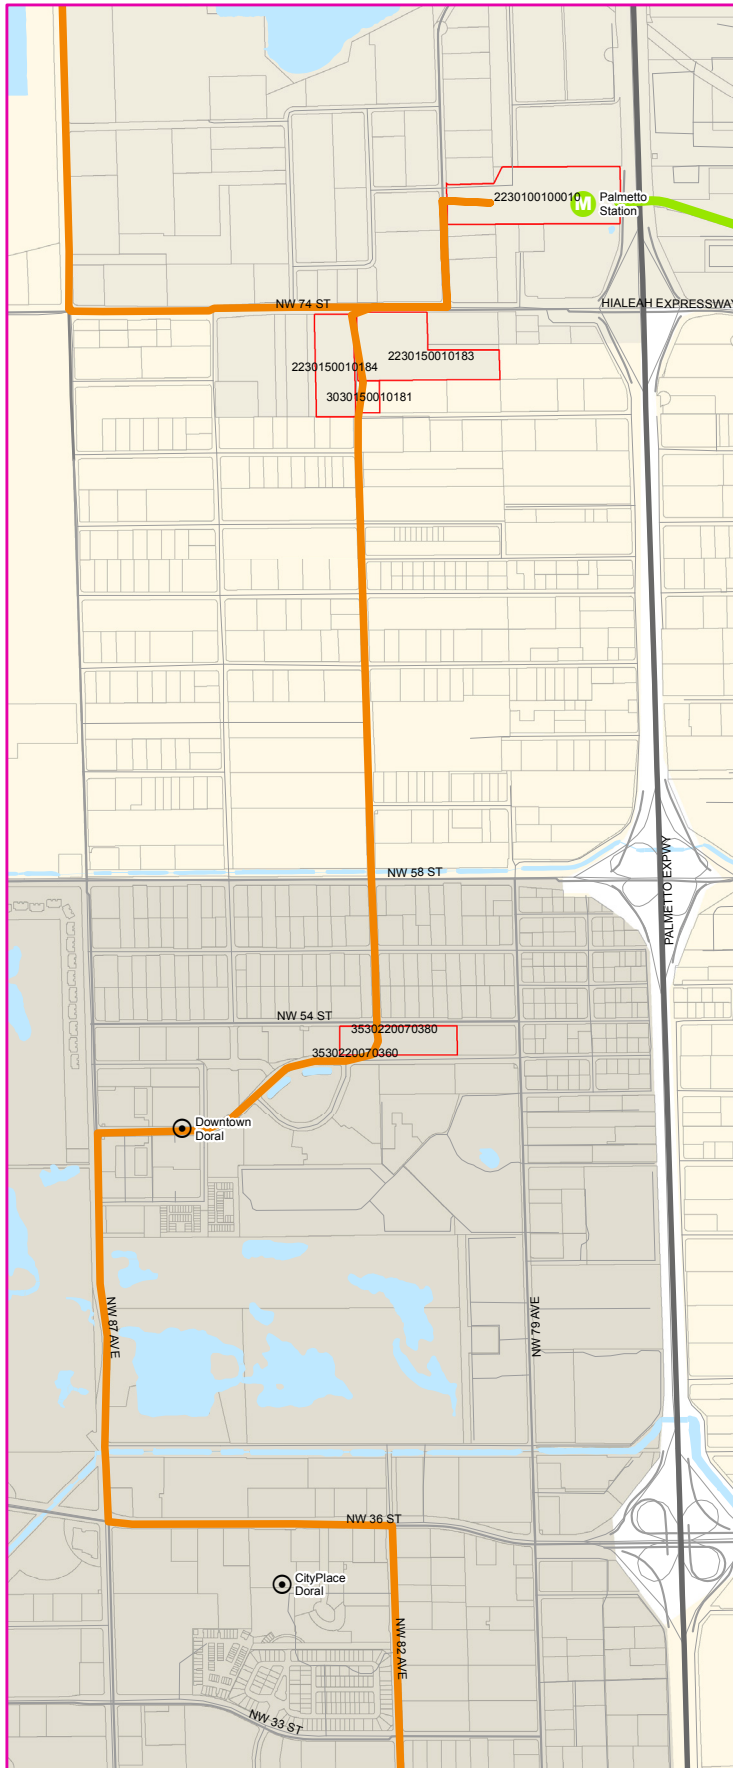 2230100100010
M
Palmetto
Station
NW 74 ST
HIALEAH EXPRESSWAY
2230150010183
2230150010184
3030150010181
NW 58 ST
PALMETTO EXPWY
NW 54 ST
3530220070380
3530220070360
Downtown
Doral
NW 87 AVE
NW 79 AVE
NW 36 ST
CityPlace
Doral
NW 82 AVE
NW 33 ST